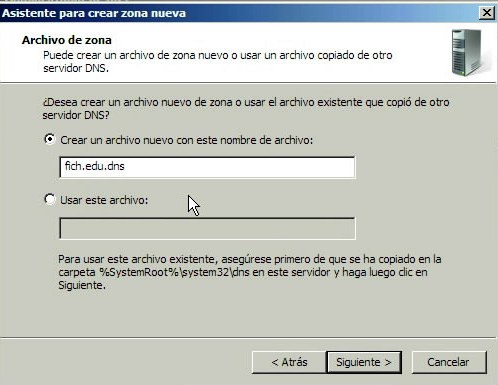 Asistente para crear zona nueva
Archivo de zona
Puede crear un archivo de zona nuevo o usar un archivo copiado de otro
servidor DNS.
¿Desea crear un archivo nuevo de zona o usar el archivo existente que copió de otro
servidor DNS?
Crear un archivo nuevo con este nombre de archivo:
fich.edu.dns
Usar este archivo:
Para usar este archivo existente, asegúrese primero de que se ha copiado en la
carpeta %SystemRoot%\system32\dns en este servidor y haga luego clic en
Siguiente.
< Atrás
Siguiente >
Cancelar